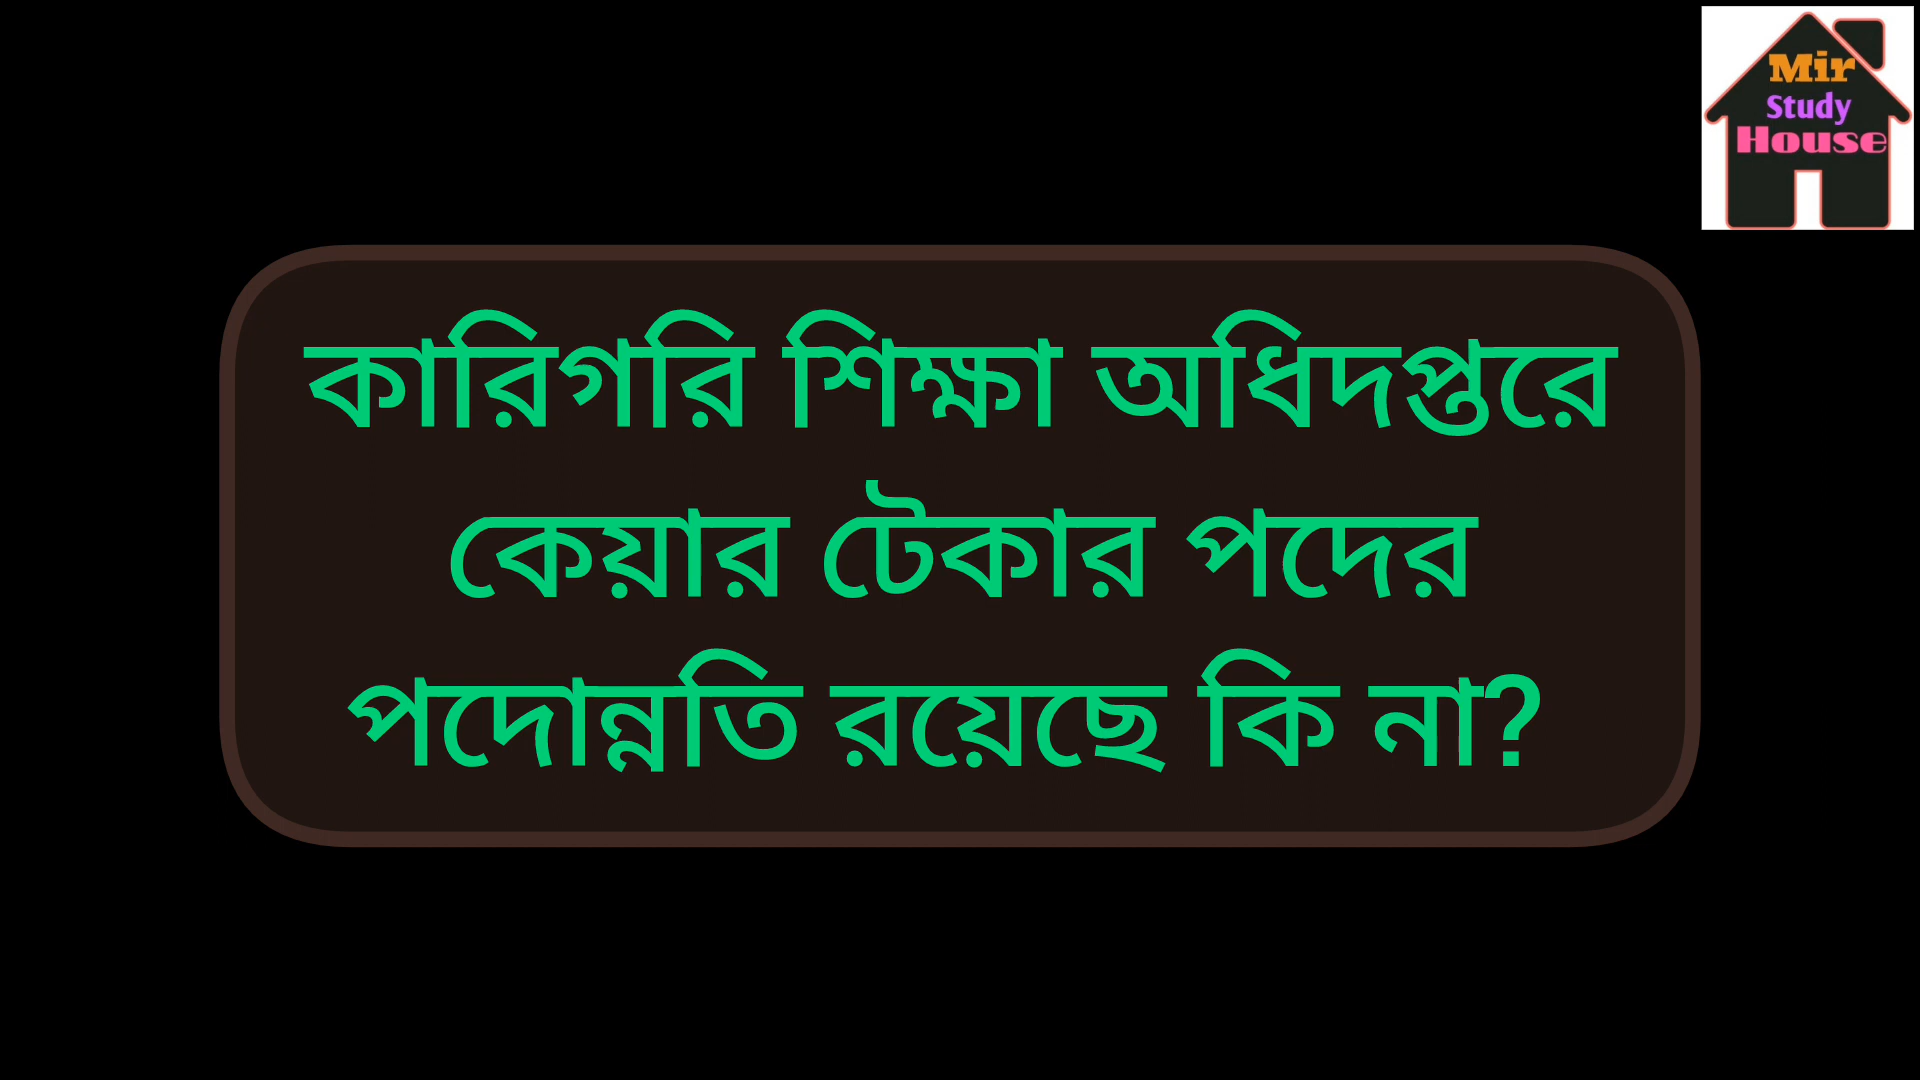 Mir
Study
House
কারিগরি শিক্ষা অধিদপ্তরে
কেয়ার টেকার পদের
পদোন্নতি রয়েছে কি না?